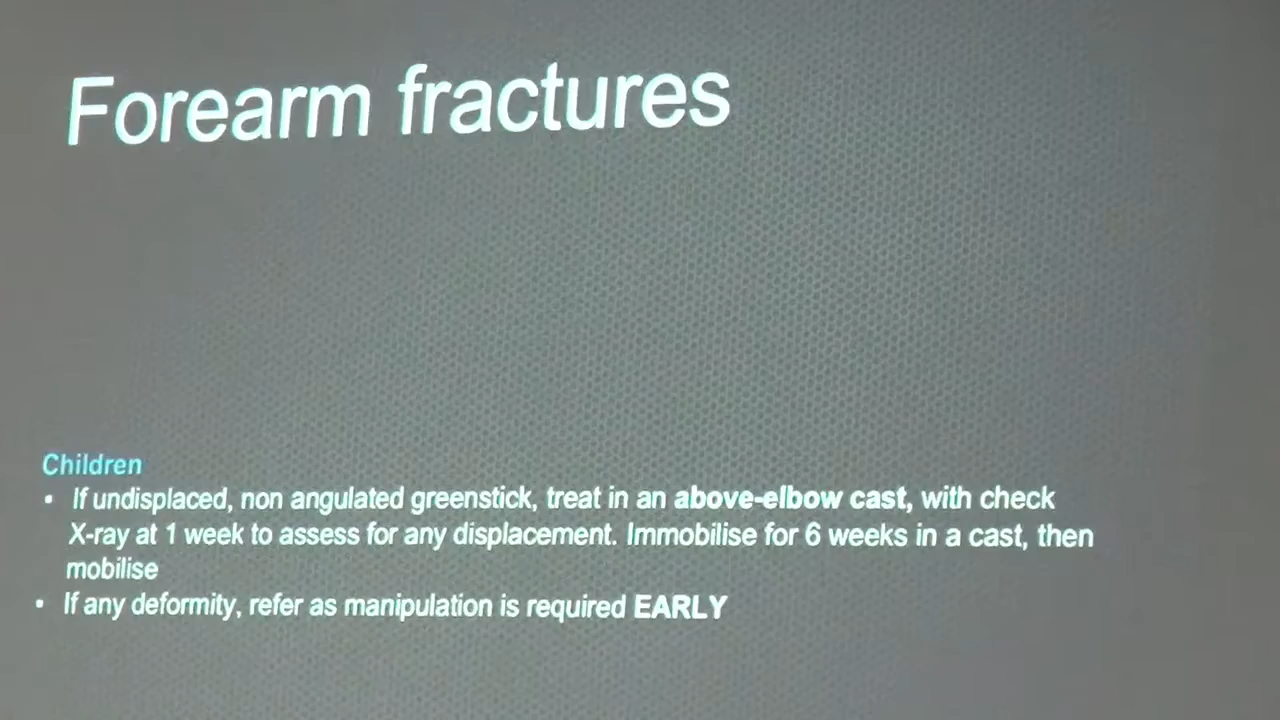 Forearm fractures
Children
• If undisplaced, non angulated greenstick, treat in an above-elbow cast, with check
X-ray at 1 week to assess for any displacement. Immobilise for 6 weeks in a cast, then
mobilise
• If any deformity, refer as manipulation is required EARLY